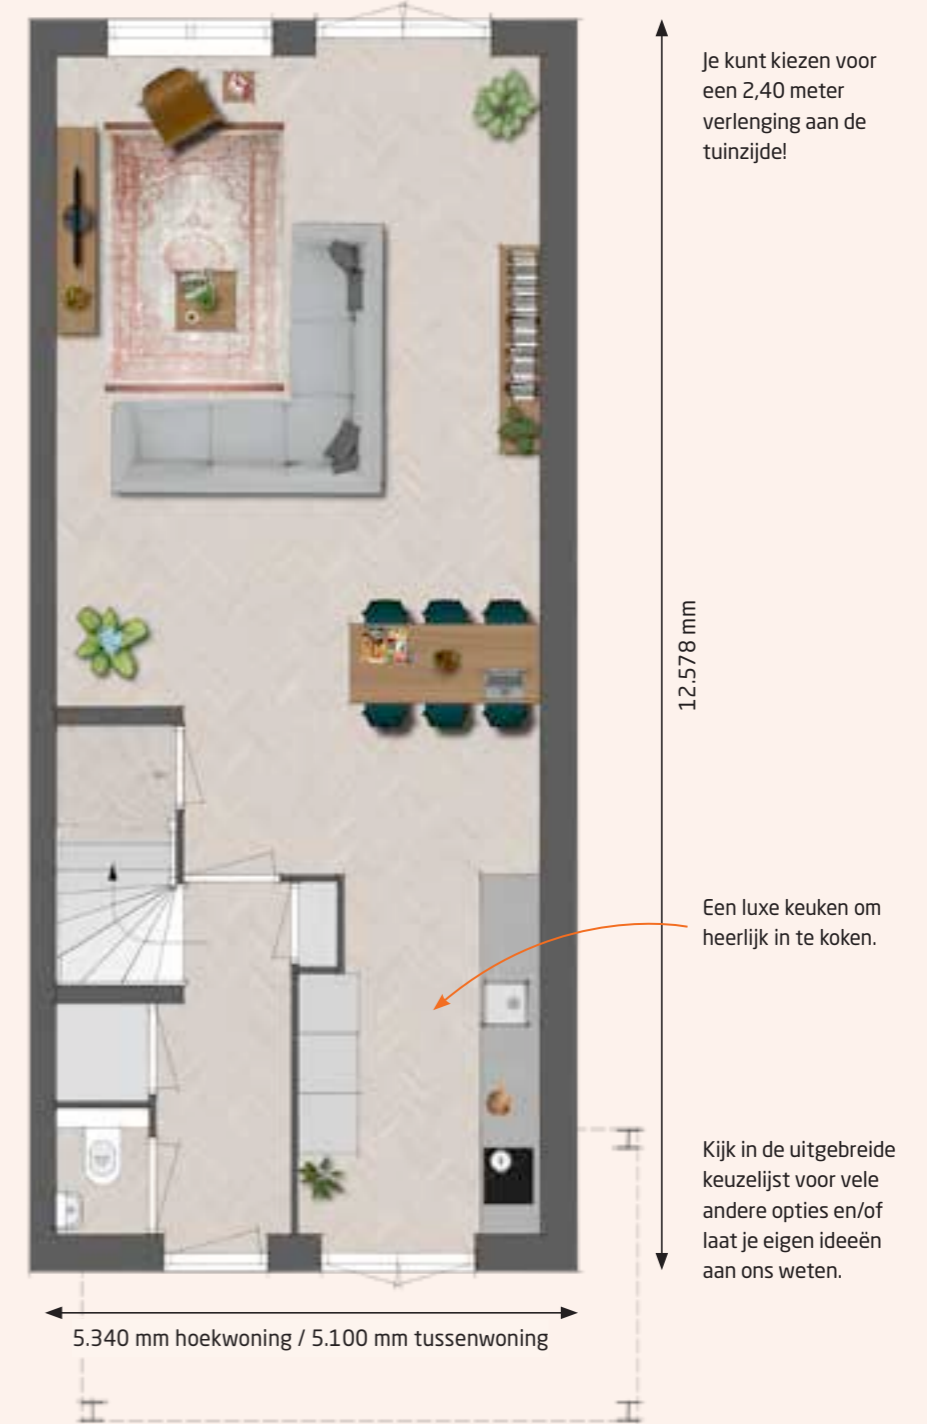 Je kunt kiezen voor
een 2,40 meter
verlenging aan de
tuinzijde!
12.578 mm
Een luxe keuken om
heerlijk in te koken.
Kijk in de uitgebreide
keuzelijst voor vele
andere opties en/of
laat je eigen ideeën
aan ons weten.
5.340 mm hoekwoning / 5.100 mm tussenwoning